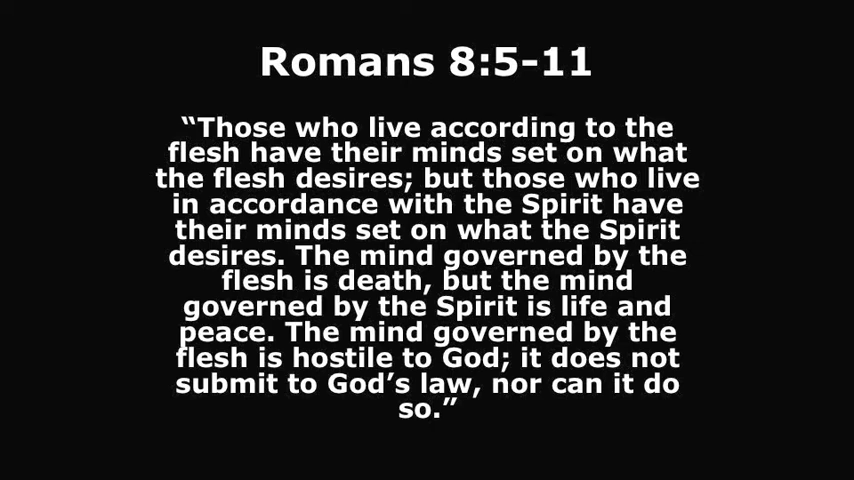 Romans 8:5-11
“Those who live according to the
flesh have their minds set on what
the flesh desires; but those who live
in accordance with the Spirit have
their minds set on what the Spirit
desires. The mind governed by the
flesh is death, but the mind
governed by the Spirit is life and
peace. The mind governed by the
flesh is hostile to God; it does not
submit to God’s law, nor can it do
so.”